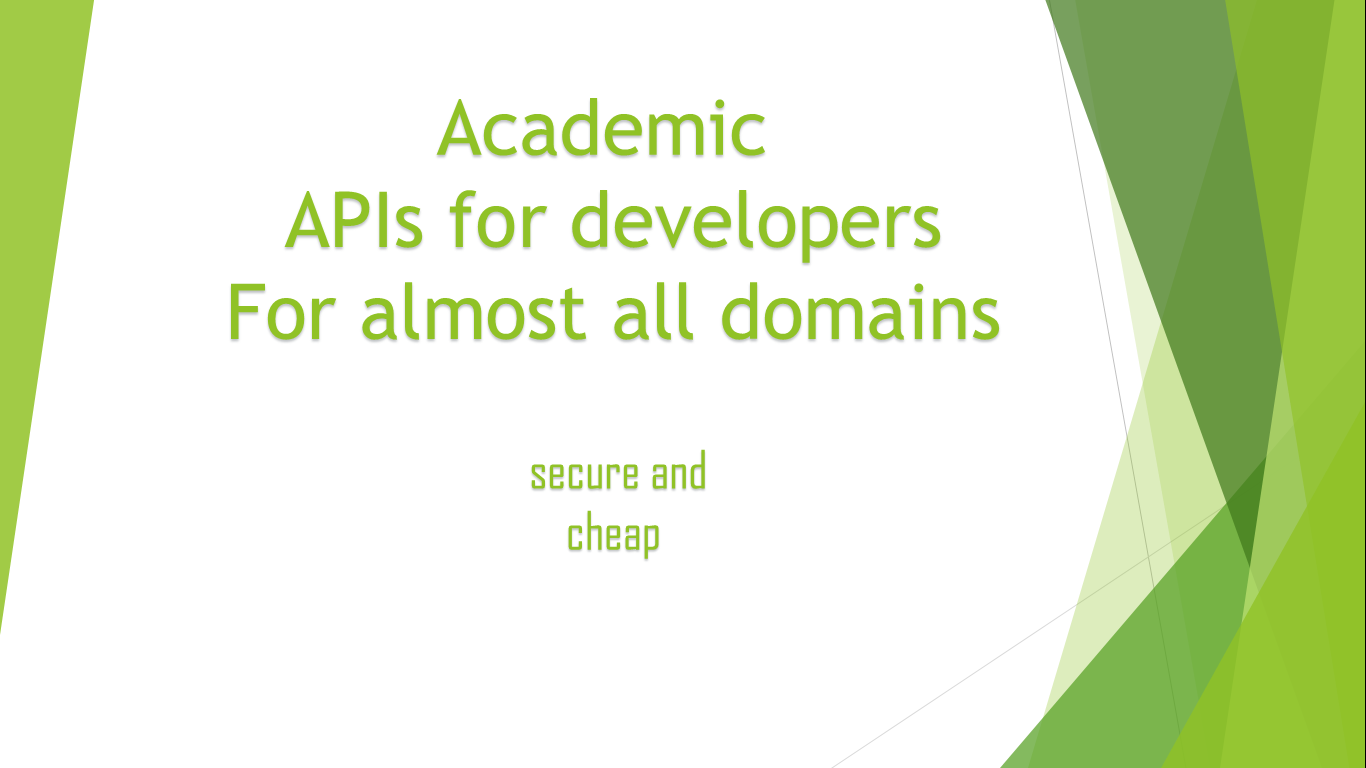 Academic
APIs for developers
For almost all domains
secure and
cheap